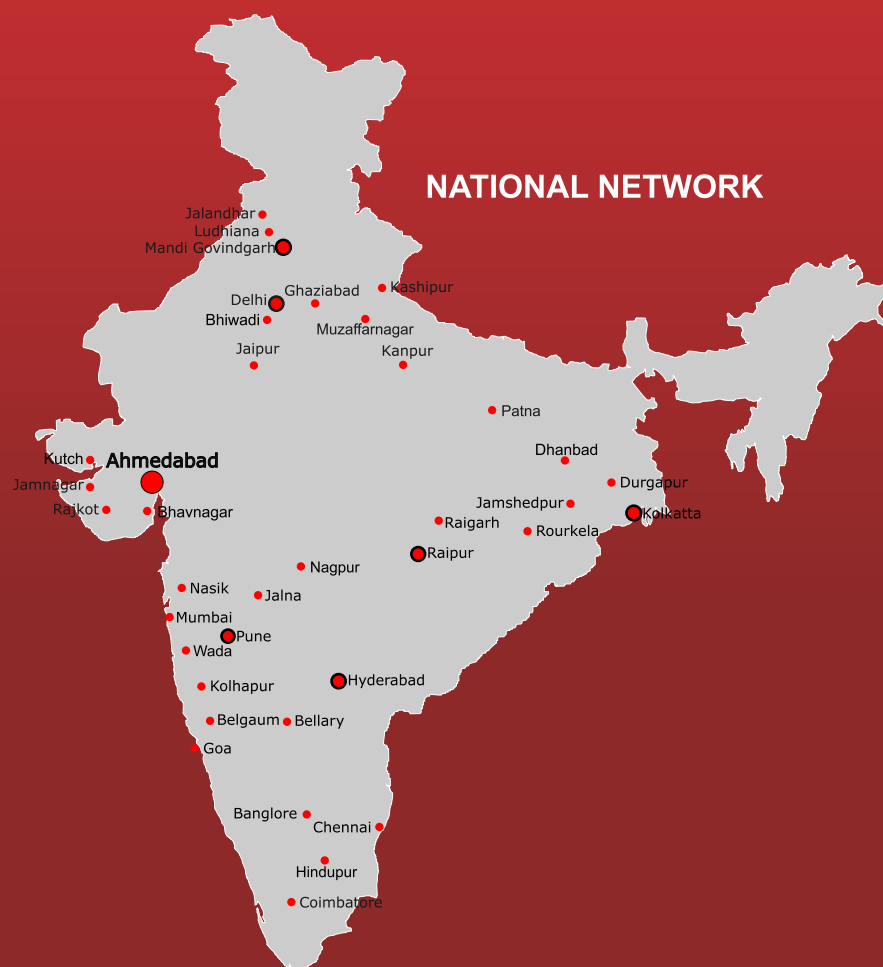 NATIONAL NETWORK
Jalandhar
Ludhiana
Mandi Govindgarh
Kashipur
Ghaziabad
Delhi
Bhiwadi
Muzaffarnagar
Jaipur
Kanpur
Patna
Dhanbad
Kutch
Ahmedabad
Jamnagar
Durgapur
Rajkot
Bhavnagar
Jamshedpur
Kolkatta
Raigarh
Rourkela
Raipur
Nagpur
Nasik
Jalna
Mumbai
Pune
Wada
Hyderabad
Kolhapur
Belgaum
Bellary
Goa
Banglore
Chennai
Hindupur
Coimbatore